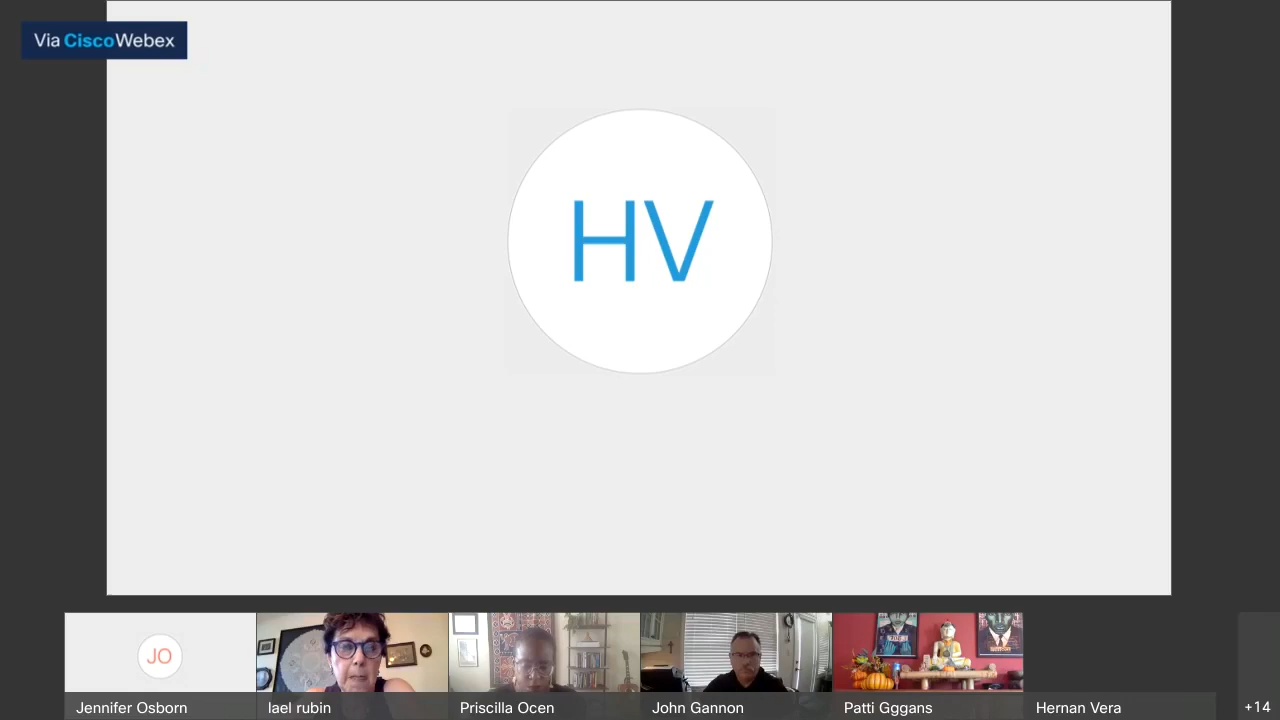 Via CiscoWebex
HV
JO
Jennifer Osborn
lael rubin
Priscilla Ocen
John Gannon
Patti Gggans
Hernan Vera
+14